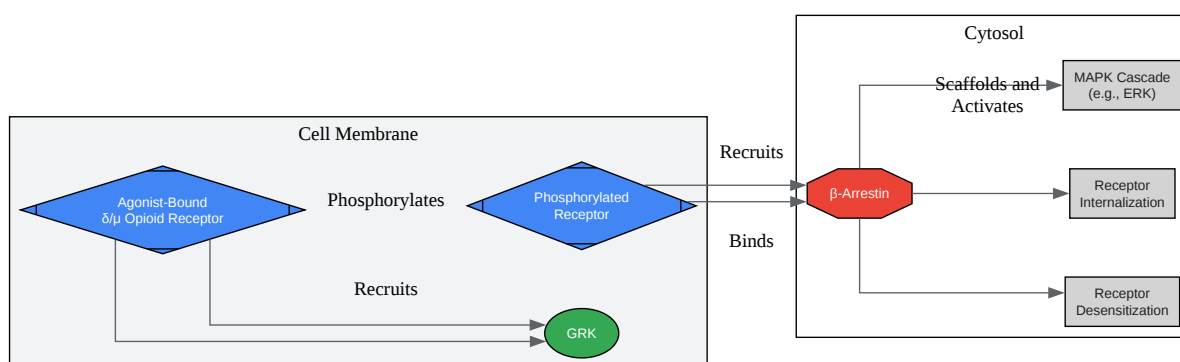 Cytosol
Scaffolds and
Activates
MAPK Cascade
(e.g., ERK)
Cell Membrane
Recruits
Agonist-Bound
δ/μ Opioid Receptor
Phosphorylates
Phosphorylated
Receptor
β-Arrestin
Receptor
Internalization
Binds
Recruits
GRK
Receptor
Desensitization